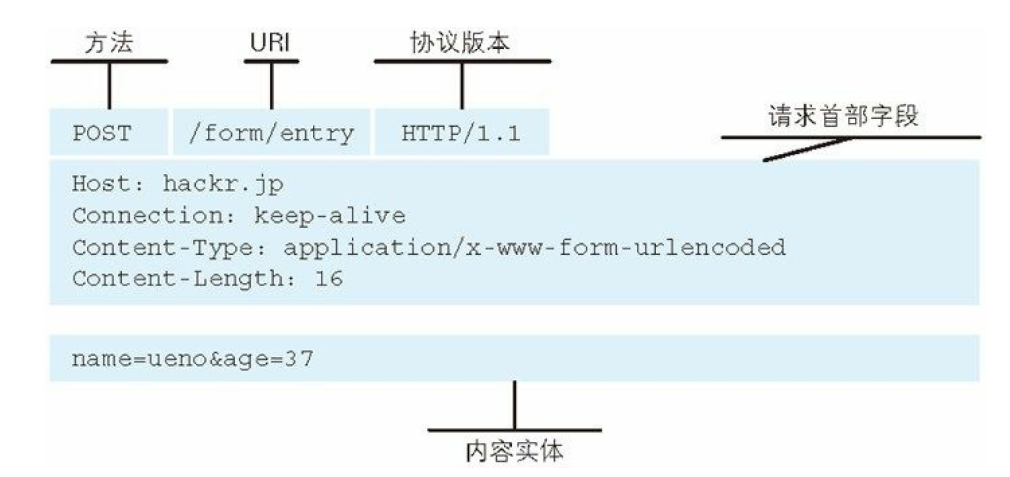 方法 URI 协议版本
请求首部字段
POST /form/entry HTTP/1.1
Host: hackr.jp
Connection: keep-alive
Content-Type: application/x-www-form-urlencoded
Content-Length: 16
name=ueno&age=37
内容实体